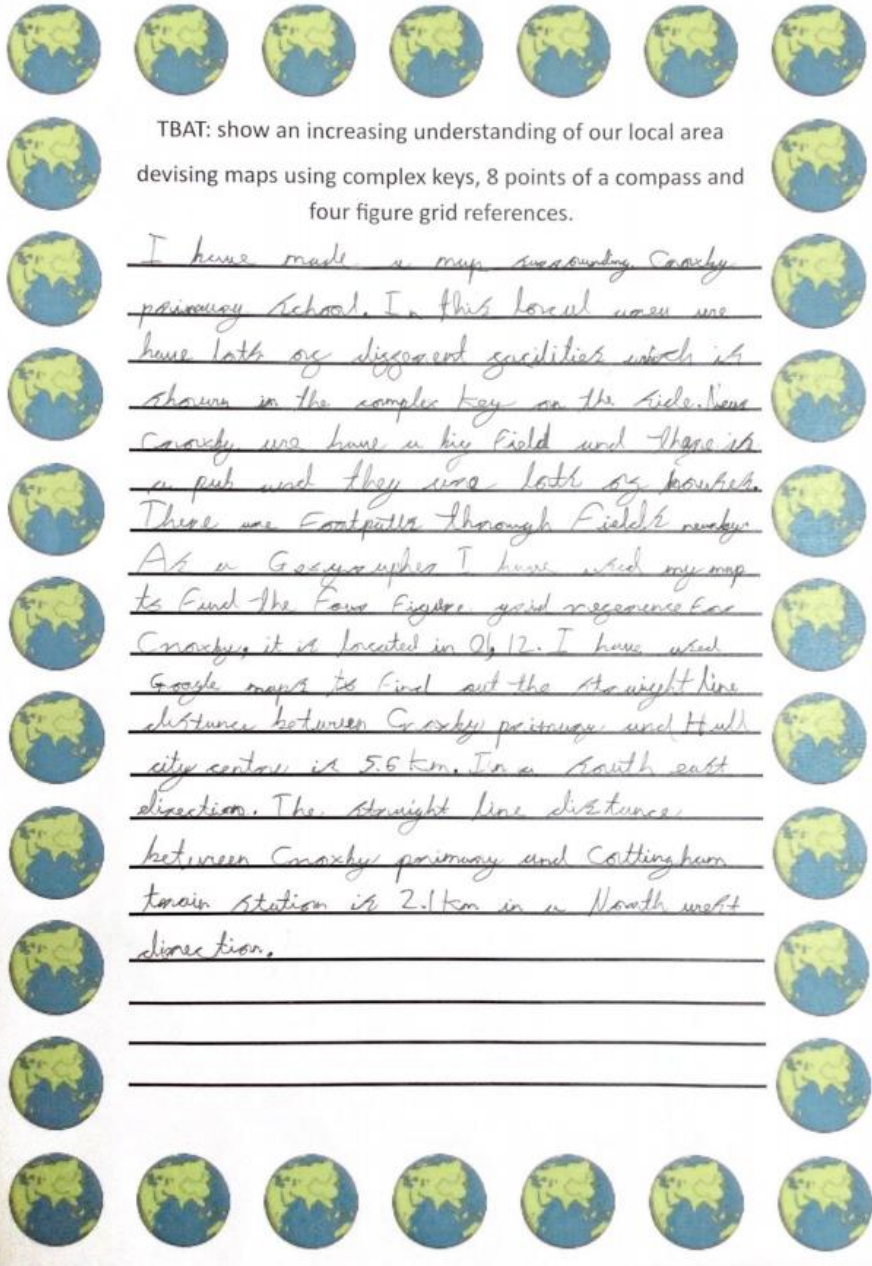 TBAT: show an increasing understanding of our local area
devising maps using complex keys, 8 points of a compass and
four figure grid references.
I have made a map surrounding Croxby
primary school. In this local area we
have lots of different facilities which is
shown in the complex key on the side. Near
Croxby we have a big Field and there is
a pub and they are lots of houses.
There are Footpaths through Fields nearby.
As a Geographer I have used my map
to Find the Four Figure grid reference For
Croxby, it is located in 06, 12. I have used
Google maps to Find out the straight line
distance between Croxby primary and Hull
city centre is 5.6 km. In a south east
direction. The straight line distance
between Croxby primary and Cottingham
train station is 2.1 km in a North west
direction.